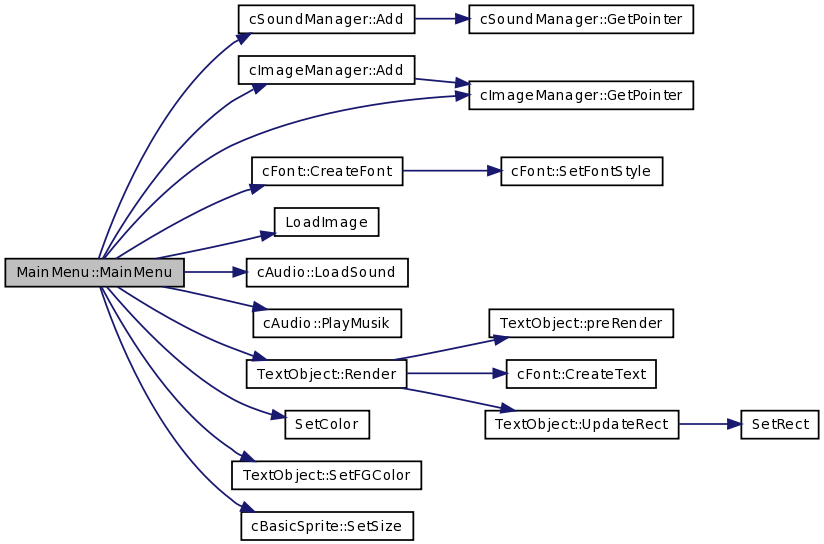 cSoundManager::Add
cSoundManager::GetPointer
cImageManager::Add
cImageManager::GetPointer
cFont::CreateFont
cFont::SetFontStyle
LoadImage
MainMenu::MainMenu
cAudio::LoadSound
cAudio::PlayMusik
TextObject::preRender
TextObject::Render
cFont::CreateText
SetColor
TextObject::UpdateRect
SetRect
TextObject::SetFGColor
cBasicSprite::SetSize